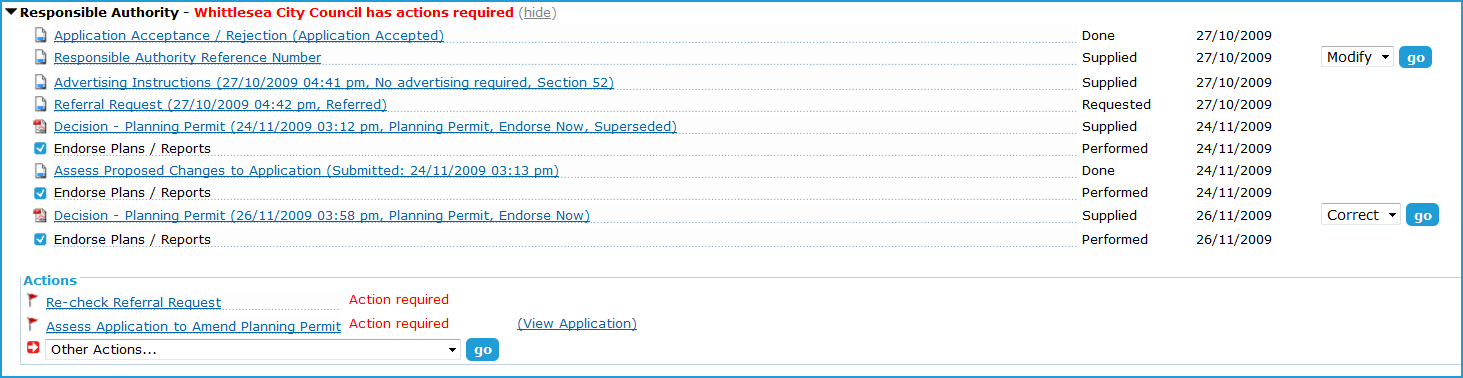 Responsible Authority - Whittlesea City Council has actions required (hide)
Application Acceptance / Rejection (Application Accepted) Done 27/10/2009
Responsible Authority Reference Number Supplied 27/10/2009 Modify go
Advertising Instructions (27/10/2009 04:41 pm, No advertising required, Section 52) Supplied 27/10/2009
Referral Request (27/10/2009 04:42 pm, Referred) Requested 27/10/2009
Decision - Planning Permit (24/11/2009 03:12 pm, Planning Permit, Endorse Now, Superseded) Supplied 24/11/2009
Endorse Plans / Reports Performed 24/11/2009
Assess Proposed Changes to Application (Submitted: 24/11/2009 03:13 pm) Done 24/11/2009
Endorse Plans / Reports Performed 24/11/2009
Decision - Planning Permit (26/11/2009 03:58 pm, Planning Permit, Endorse Now) Supplied 26/11/2009 Correct go
Endorse Plans / Reports Performed 26/11/2009
Actions
Re-check Referral Request Action required
Assess Application to Amend Planning Permit Action required (View Application)
Other Actions... go